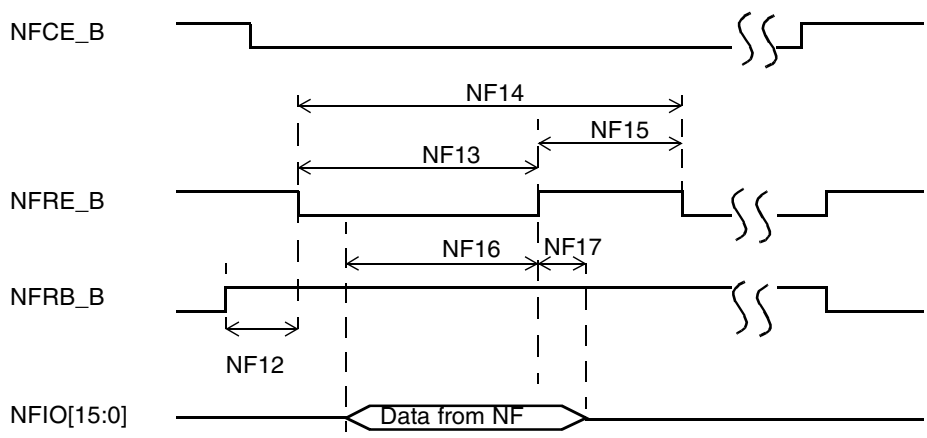 NFCE_B
NF14
NF15
NF13
NFRE_B
NF16
NF17
NFRB_B
NF12
NFIO[15:0]
Data from NF